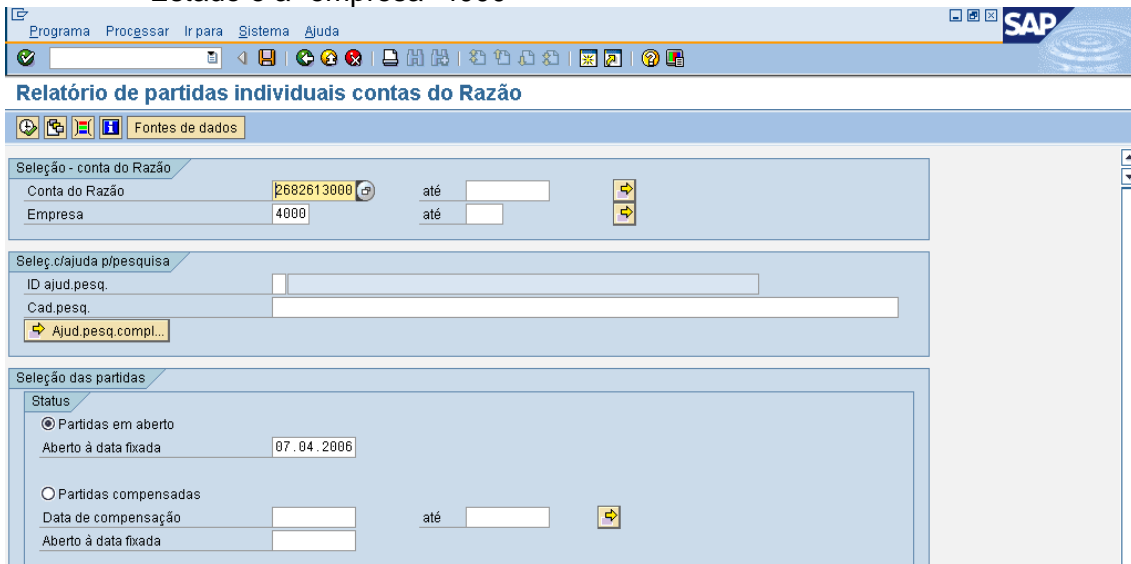 Programa Processar Ir para Sistema Ajuda
SAP
Relatório de partidas individuais contas do Razão
Fontes de dados
Seleção - conta do Razão
Conta do Razão 2682613000 até
Empresa 4000 até
Seleç.c/ajuda p/pesquisa
ID ajud.pesq.
Cad.pesq.
Ajud.pesq.compl...
Seleção das partidas
Status
Partidas em aberto
Aberto à data fixada 07.04.2006
Partidas compensadas
Data de compensação até
Aberto à data fixada